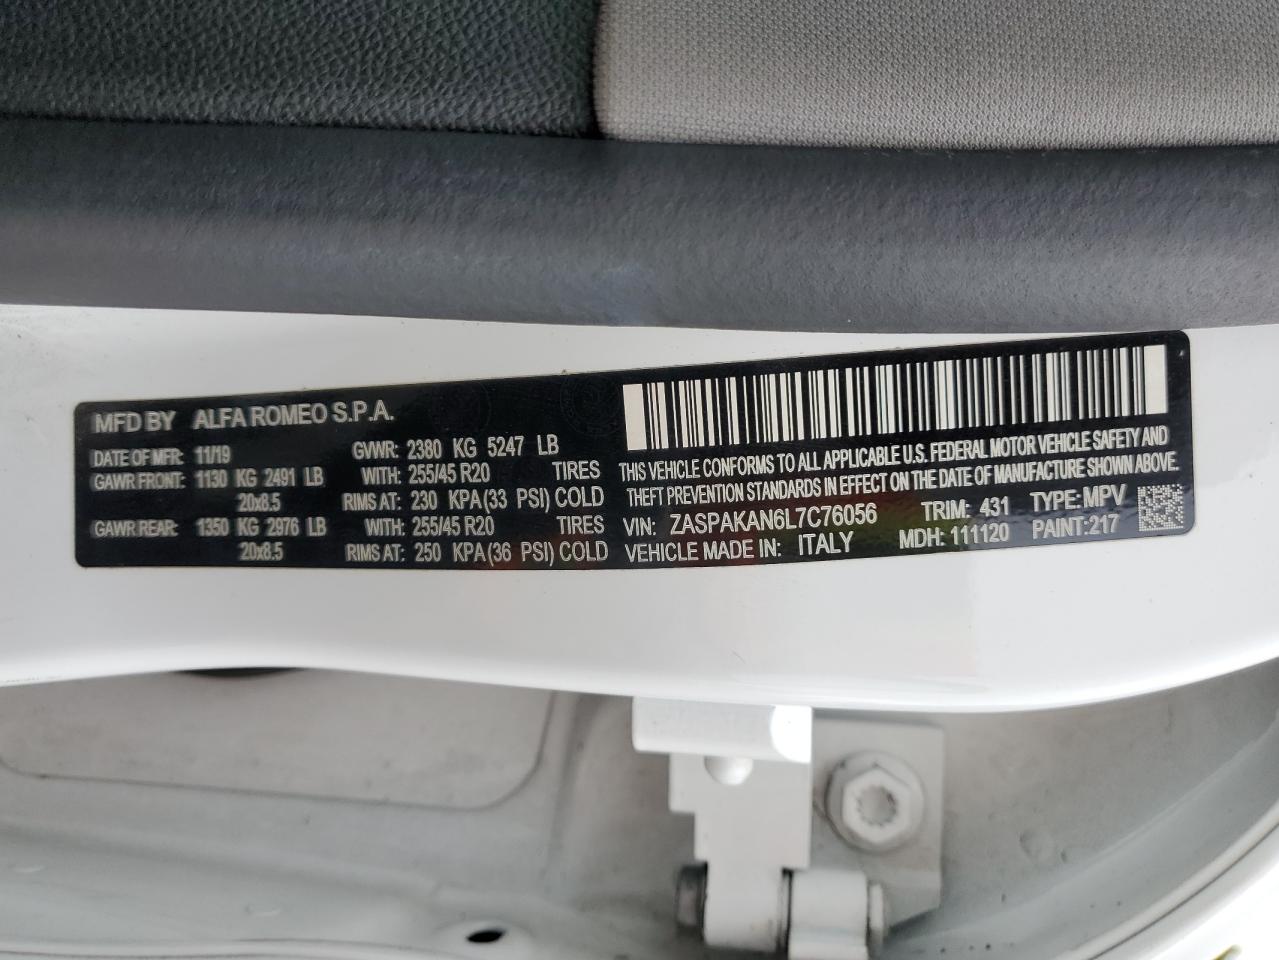 MFD BY ALFA ROMEO S.P.A.
DATE OF MFR: 11/19 GVWR: 2380 KG 5247 LB
GAWR FRONT: 1130 KG 2491 LB WITH: 255/45 R20 TIRES
20x8.5 RIMS AT: 230 KPA(33 PSI) COLD
GAWR REAR: 1350 KG 2976 LB WITH: 255/45 R20 TIRES
20x8.5 RIMS AT: 250 KPA(36 PSI) COLD
THIS VEHICLE CONFORMS TO ALL APPLICABLE U.S. FEDERAL MOTOR VEHICLE SAFETY AND
THEFT PREVENTION STANDARDS IN EFFECT ON THE DATE OF MANUFACTURE SHOWN ABOVE.
VIN: ZASPAKAN6L7C76056 TRIM: 431 TYPE: MPV
VEHICLE MADE IN: ITALY MDH: 111120 PAINT:217